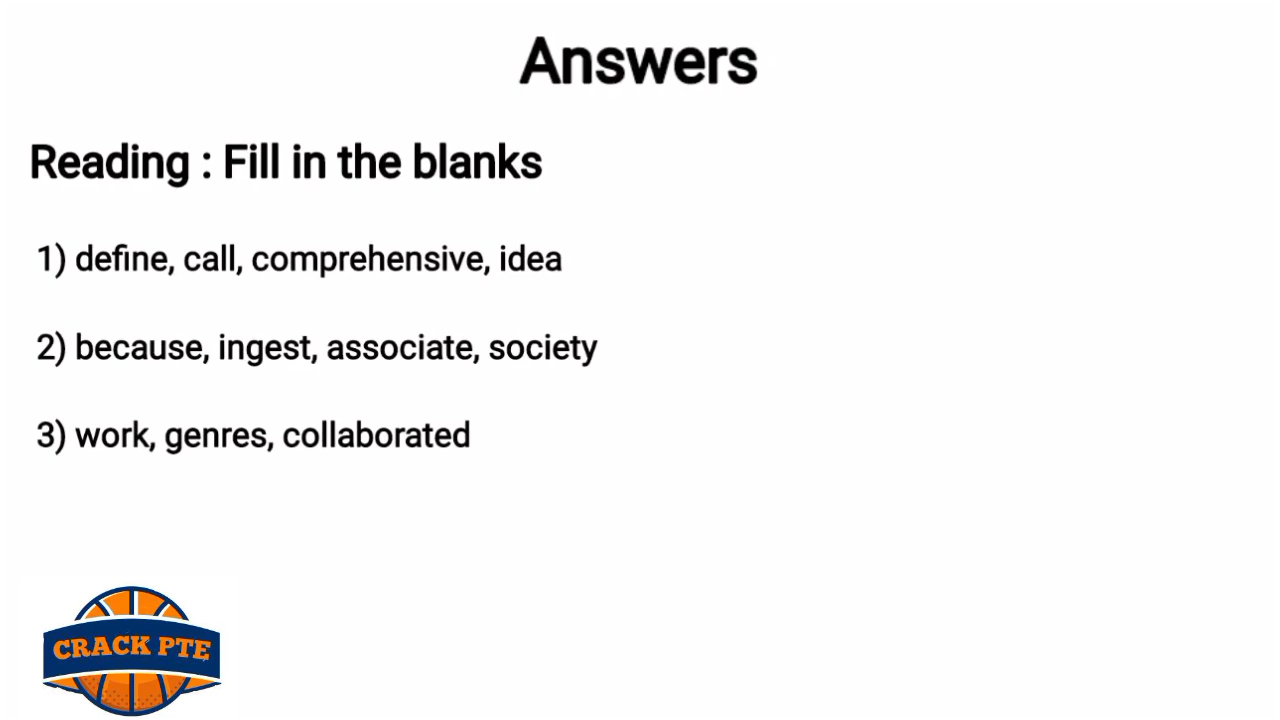 Answers
Reading : Fill in the blanks
1) define, call, comprehensive, idea
2) because, ingest, associate, society
3) work, genres, collaborated
CRACK PTE